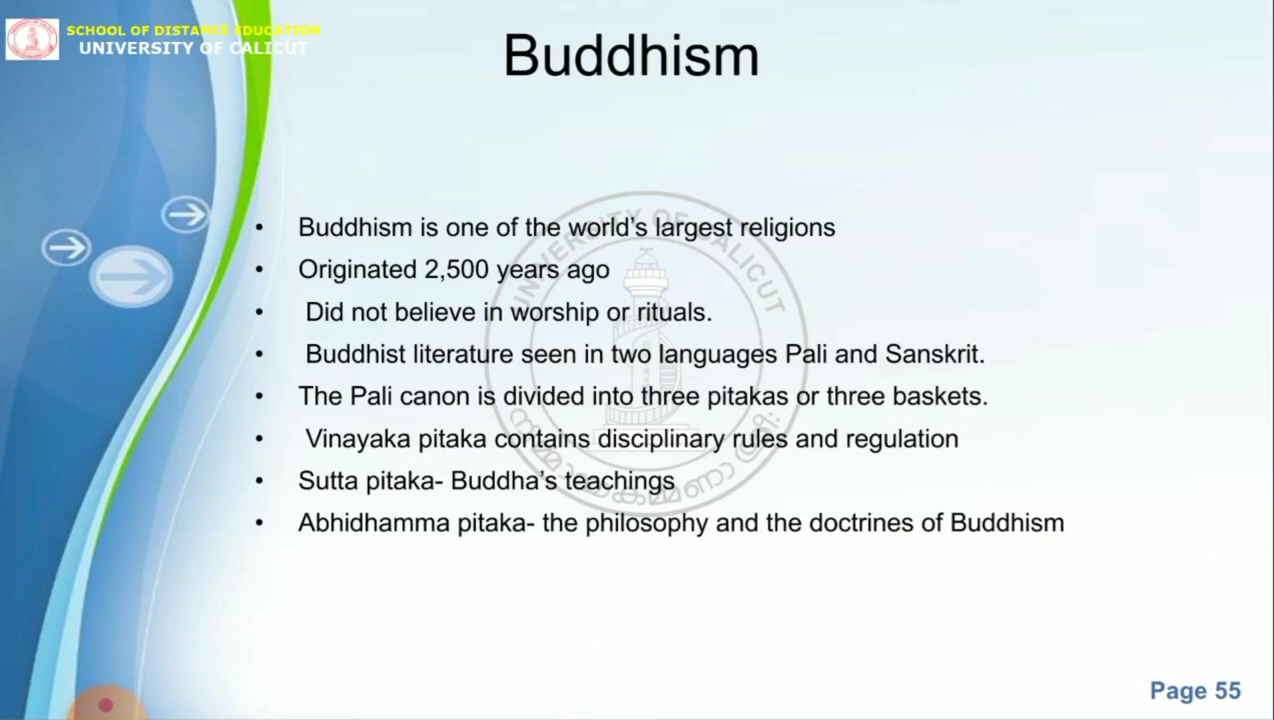 SCHOOL OF DISTANCE EDUCATION
UNIVERSITY OF CALICUT
Buddhism
• Buddhism is one of the world's largest religions
• Originated 2,500 years ago
• Did not believe in worship or rituals.
• Buddhist literature seen in two languages Pali and Sanskrit.
• The Pali canon is divided into three pitakas or three baskets.
• Vinayaka pitaka contains disciplinary rules and regulation
• Sutta pitaka- Buddha's teachings
• Abhidhamma pitaka- the philosophy and the doctrines of Buddhism
UNIVERSITY OF CALICUT
Page 55